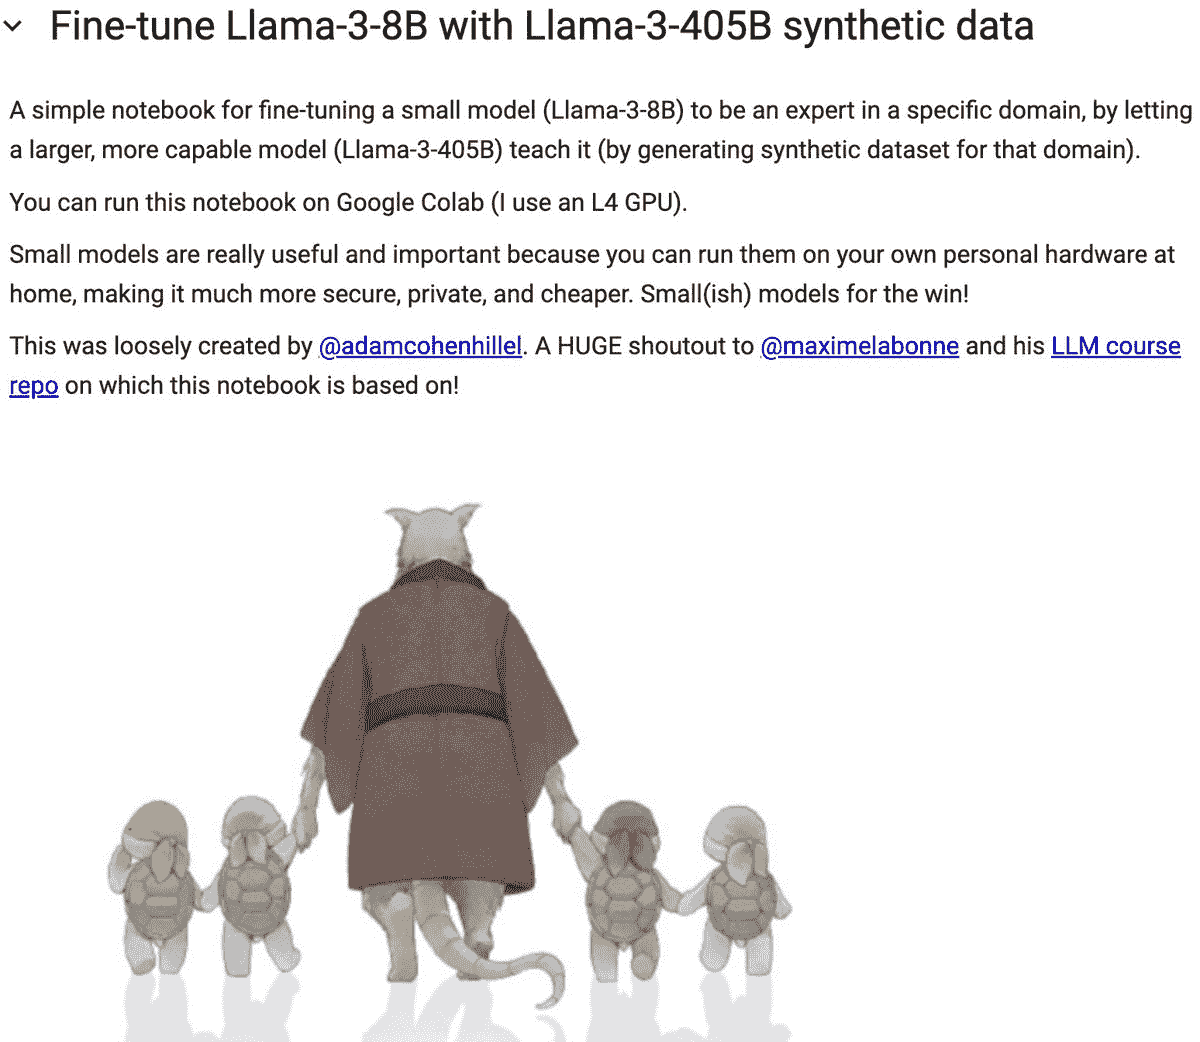 Fine-tune Llama-3-8B with Llama-3-405B synthetic data
A simple notebook for fine-tuning a small model (Llama-3-8B) to be an expert in a specific domain, by letting
a larger, more capable model (Llama-3-405B) teach it (by generating synthetic dataset for that domain).
You can run this notebook on Google Colab (I use an L4 GPU).
Small models are really useful and important because you can run them on your own personal hardware at
home, making it much more secure, private, and cheaper. Small(ish) models for the win!
This was loosely created by @adamcohenhillel. A HUGE shoutout to @maximelabonne and his LLM course
repo on which this notebook is based on!